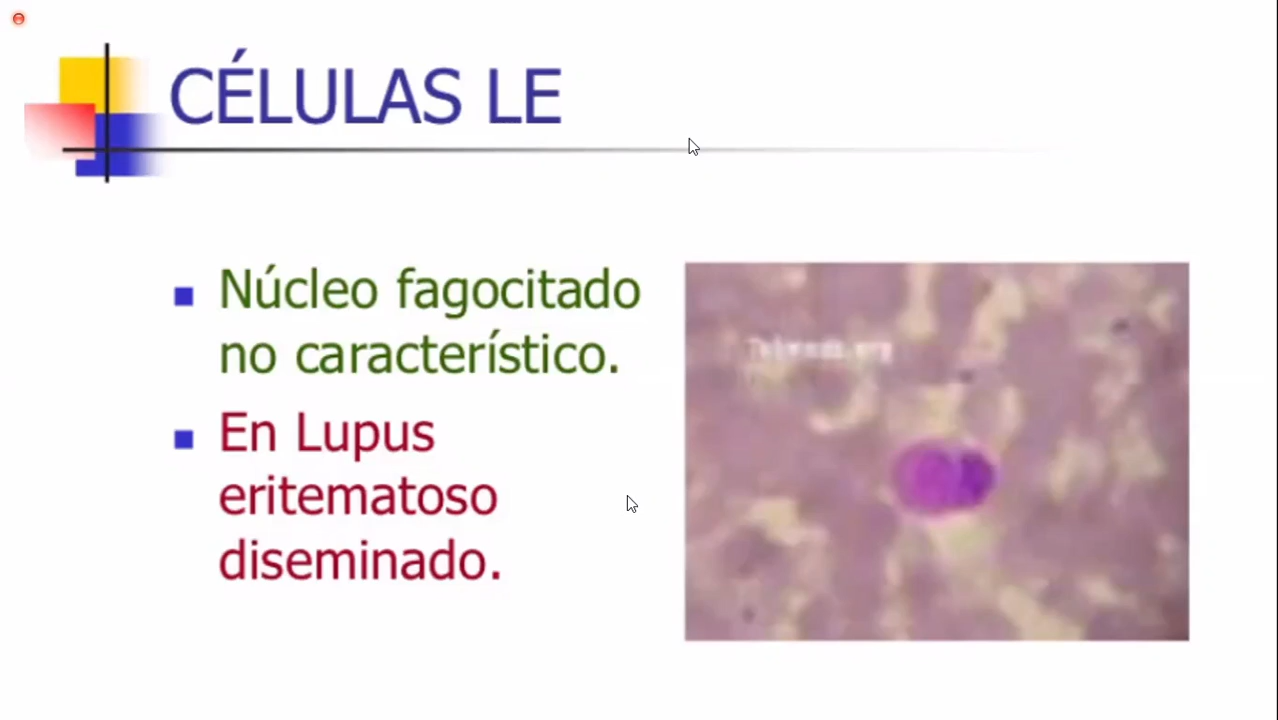 CÉLULAS LE
Núcleo fagocitado
no característico.
En Lupus
eritematoso
diseminado.